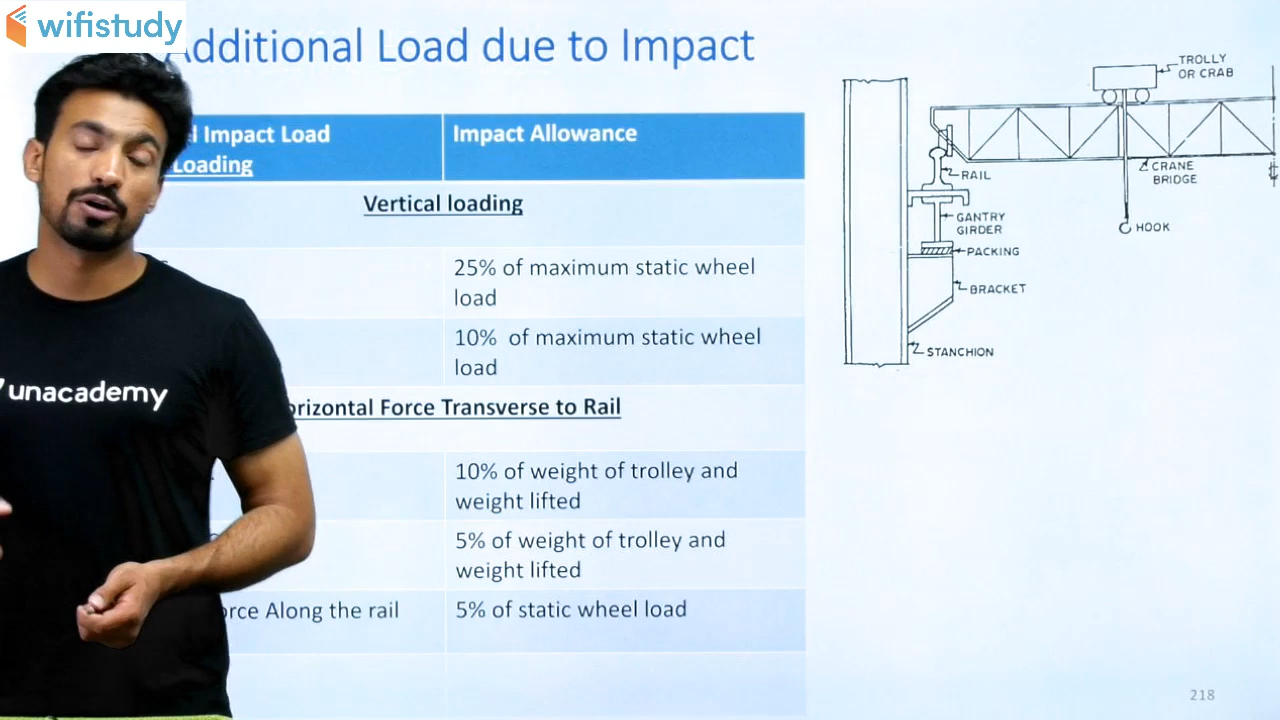 wifistudy
Additional Load due to Impact
Impact Load
Loading
Impact Allowance
Vertical loading
25% of maximum static wheel
load
10% of maximum static wheel
load
Horizontal Force Transverse to Rail
10% of weight of trolley and
weight lifted
5% of weight of trolley and
weight lifted
Along the rail
5% of static wheel load
unacademy
TROLLY
OR CRAB
RAIL
CRANE
BRIDGE
GANTRY
GIRDER
HOOK
PACKING
BRACKET
STANCHION
218